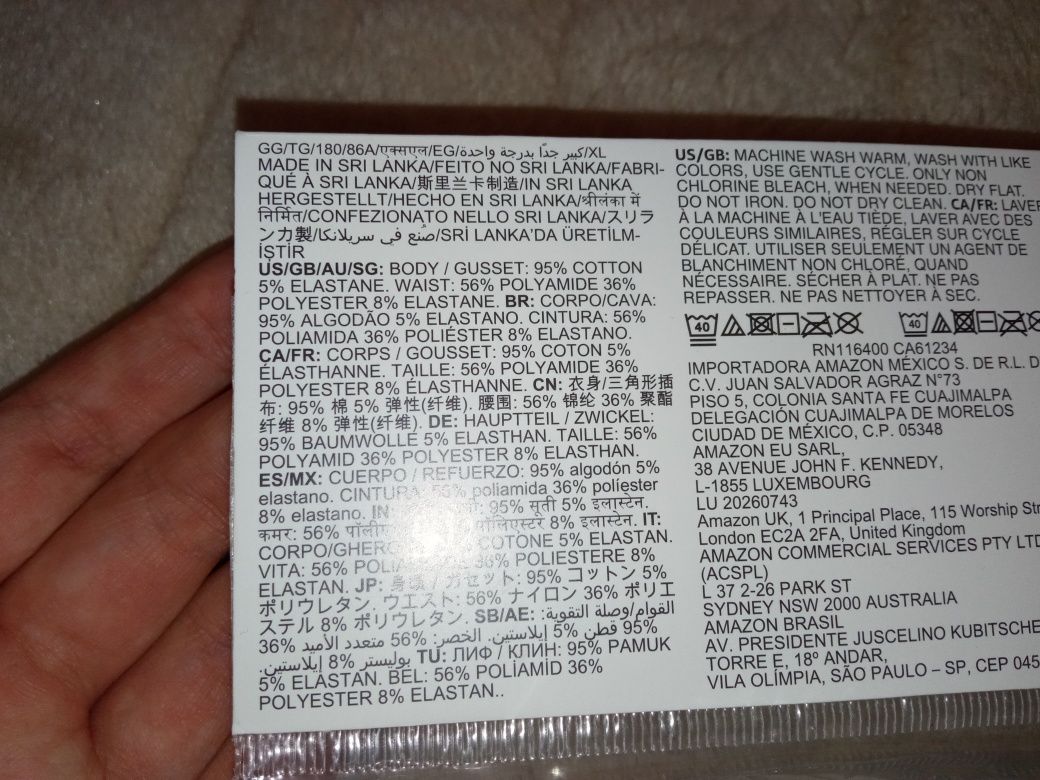 GG/TG/180/86A/एक्सएल/EG/كبير جدًا بدرجة واحدة/XL
MADE IN SRI LANKA/FEITO NO SRI LANKA/FABRI-
QUÉ À SRI LANKA/斯里兰卡制造/IN SRI LANKA
HERGESTELLT/HECHO EN SRI LANKA/श्रीलंका में
निर्मित/CONFEZIONATO NELLO SRI LANKA/スリラ
ンカ製/صُنع في سريلانكا/SRİ LANKA'DA ÜRETİLM-
İŞTİR
US/GB/AU/SG: BODY / GUSSET: 95% COTTON
5% ELASTANE. WAIST: 56% POLYAMIDE 36%
POLYESTER 8% ELASTANE. BR: CORPO/CAVA:
95% ALGODÃO 5% ELASTANO. CINTURA: 56%
POLIAMIDA 36% POLIÉSTER 8% ELASTANO.
CA/FR: CORPS / GOUSSET: 95% COTON 5%
ÉLASTHANNE. TAILLE: 56% POLYAMIDE 36%
POLYESTER 8% ÉLASTHANNE. CN: 衣身/三角形插
布: 95% 棉 5% 弹性(纤维). 腰围: 56% 锦纶 36% 聚酯
纤维 8% 弹性(纤维). DE: HAUPTTEIL / ZWICKEL:
95% BAUMWOLLE 5% ELASTHAN. TAILLE: 56%
POLYAMID 36% POLYESTER 8% ELASTHAN.
ES/MX: CUERPO / REFUERZO: 95% algodón 5%
elastano. CINTURA: 56% poliamida 36% poliéster
8% elastano. IN 95% सूती 5% इलास्टेन.
कमर: 56% पॉलिएस्टर 8% इलास्टेन. IT:
CORPO/GHERO COTONE 5% ELASTAN.
VITA: 56% 36% POLIESTERE 8%
ELASTAN. JP: 身頃 / ガセット: 95% コットン 5%
ポリウレタン. ウエスト: 56% ナイロン 36% ポリエ
ステル 8% ポリウレタン. SB/AE: القوام/وصلة التقوية:
95% قطن 5% إيلاستين. الخصر: 56% متعدد الأميد 36%
بوليستر 8% إيلاستين. TU: ЛИФ / КЛИН: 95% PAMUK
5% ELASTAN. BEL: 56% POLİAMİD 36%
POLYESTER 8% ELASTAN..
US/GB: MACHINE WASH WARM, WASH WITH LIKE
COLORS, USE GENTLE CYCLE. ONLY NON
CHLORINE BLEACH, WHEN NEEDED. DRY FLAT.
DO NOT IRON. DO NOT DRY CLEAN. CA/FR: LAVER
À LA MACHINE À L'EAU TIÈDE, LAVER AVEC DES
COULEURS SIMILAIRES, RÉGLER SUR CYCLE
DÉLICAT. UTILISER SEULEMENT UN AGENT DE
BLANCHIMENT NON CHLORÉ, QUAND
NÉCESSAIRE. SÉCHER À PLAT. NE PAS
REPASSER. NE PAS NETTOYER À SEC.
40 40
RN116400 CA61234
IMPORTADORA AMAZON MÉXICO S. DE R.L. D
C.V. JUAN SALVADOR AGRAZ N°73
PISO 5, COLONIA SANTA FE CUAJIMALPA
DELEGACIÓN CUAJIMALPA DE MORELOS
CIUDAD DE MÉXICO, C.P. 05348
AMAZON EU SARL,
38 AVENUE JOHN F. KENNEDY,
L-1855 LUXEMBOURG
LU 20260743
Amazon UK, 1 Principal Place, 115 Worship Str
London EC2A 2FA, United Kingdom
AMAZON COMMERCIAL SERVICES PTY LTD
(ACSPL)
L 37 2-26 PARK ST
SYDNEY NSW 2000 AUSTRALIA
AMAZON BRASIL
AV. PRESIDENTE JUSCELINO KUBITSCHE
TORRE E, 18º ANDAR,
VILA OLÍMPIA, SÃO PAULO – SP, CEP 045